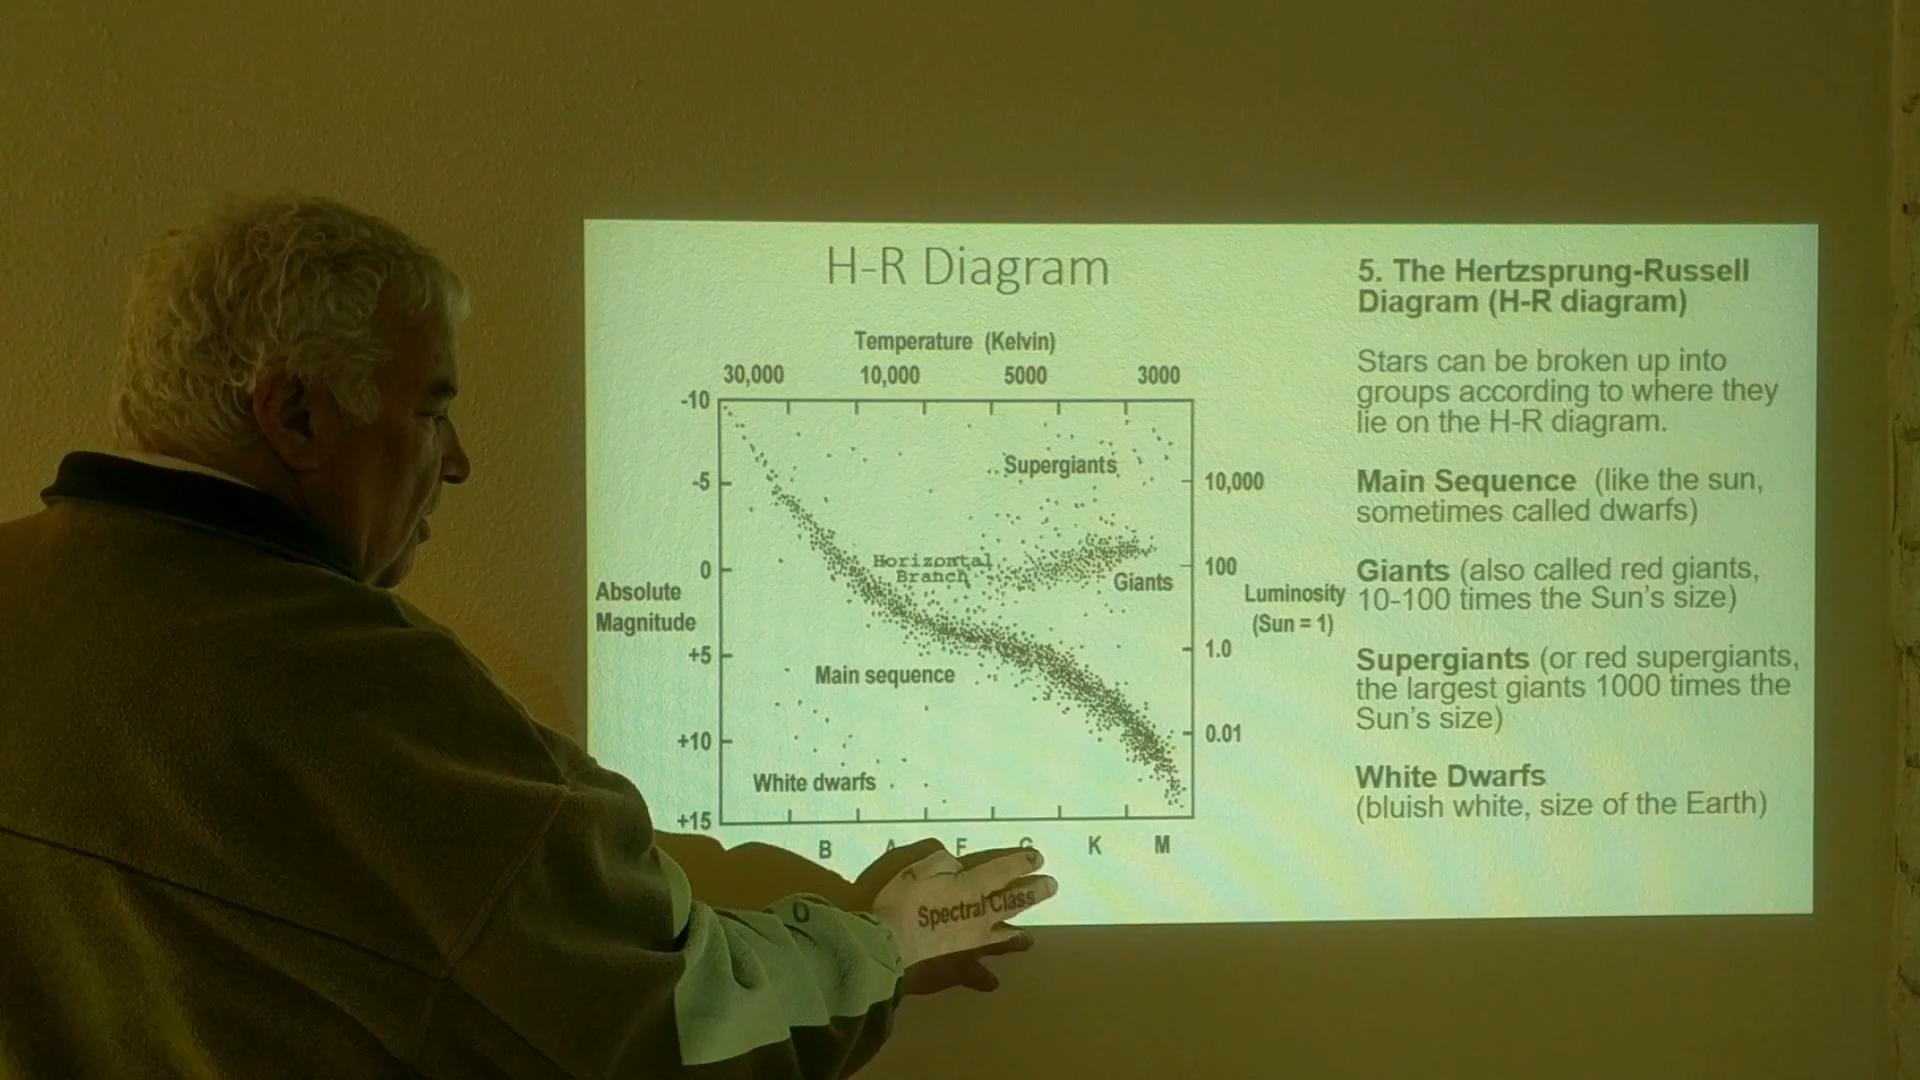 H-R Diagram
Temperature (Kelvin)
30,000 10,000 5000 3000
-10
-5
0
+5
+10
+15
Absolute
Magnitude
Supergiants
Horizontal
Branch
Giants
Main sequence
White dwarfs
10,000
100
1.0
0.01
Luminosity
(Sun = 1)
O B A F G K M
Spectral Class
5. The Hertzsprung-Russell
Diagram (H-R diagram)
Stars can be broken up into
groups according to where they
lie on the H-R diagram.
Main Sequence (like the sun,
sometimes called dwarfs)
Giants (also called red giants,
10-100 times the Sun's size)
Supergiants (or red supergiants,
the largest giants 1000 times the
Sun's size)
White Dwarfs
(bluish white, size of the Earth)